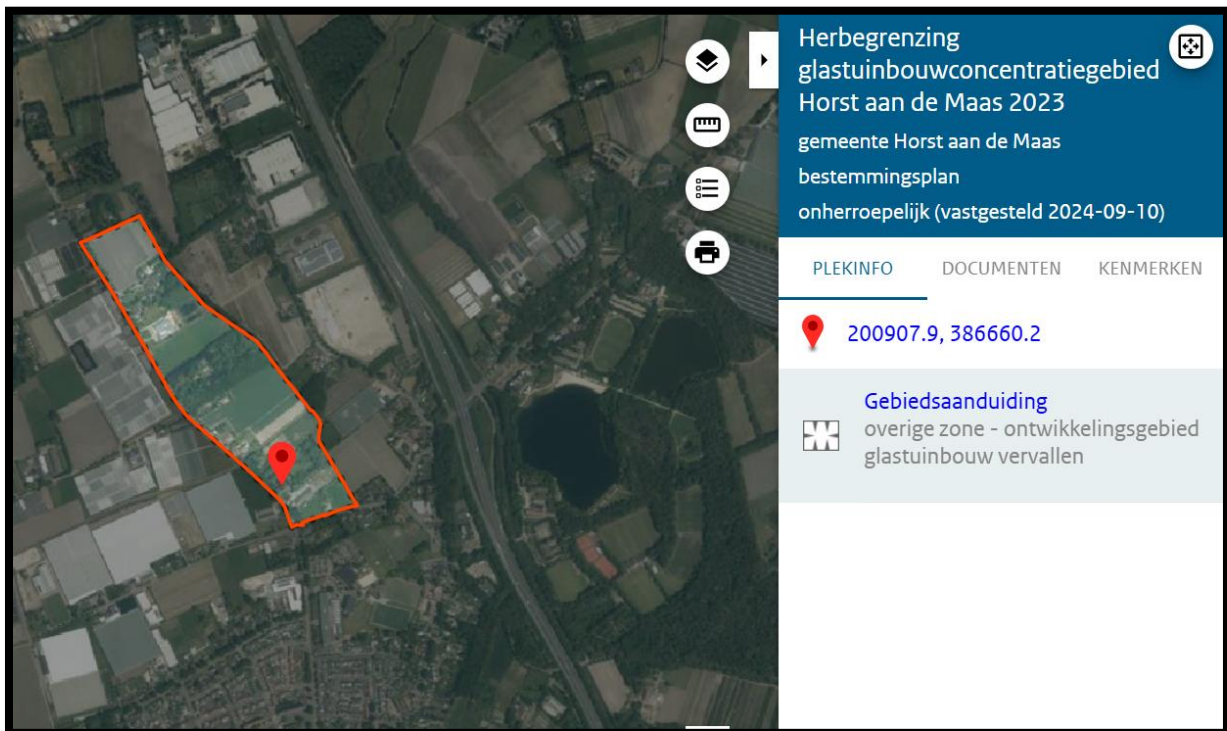 Herbegrenzing
glastuinbouwconcentratiegebied
Horst aan de Maas 2023
gemeente Horst aan de Maas
bestemmingsplan
onherroepelijk (vastgesteld 2024-09-10)
PLEKINFO DOCUMENTEN KENMERKEN
200907.9, 386660.2
Gebiedsaanduiding
overige zone - ontwikkelingsgebied
glastuinbouw vervallen